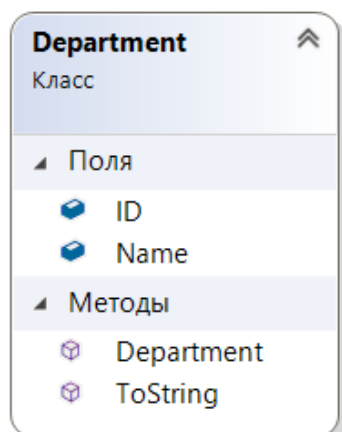 Department
Класс
Поля
ID
Name
Методы
Department
ToString